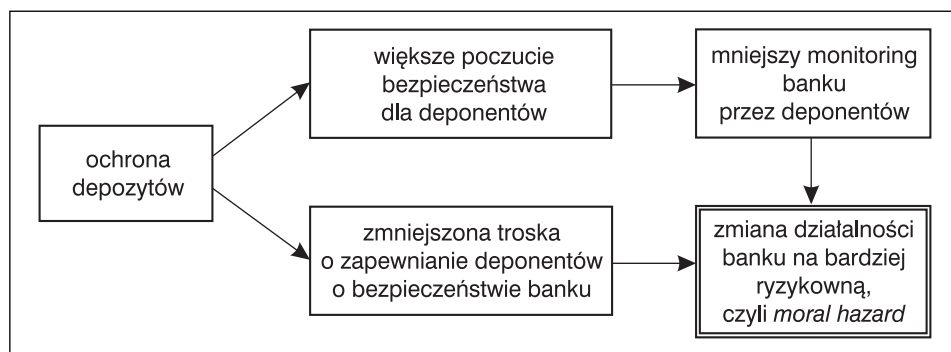 ochrona
depozytów
większe poczucie
bezpieczeństwa
dla deponentów
mniejszy monitoring
banku
przez deponentów
zmniejszona troska
o zapewnianie deponentów
o bezpieczeństwie banku
zmiana działalności
banku na bardziej
ryzykowną,
czyli moral hazard